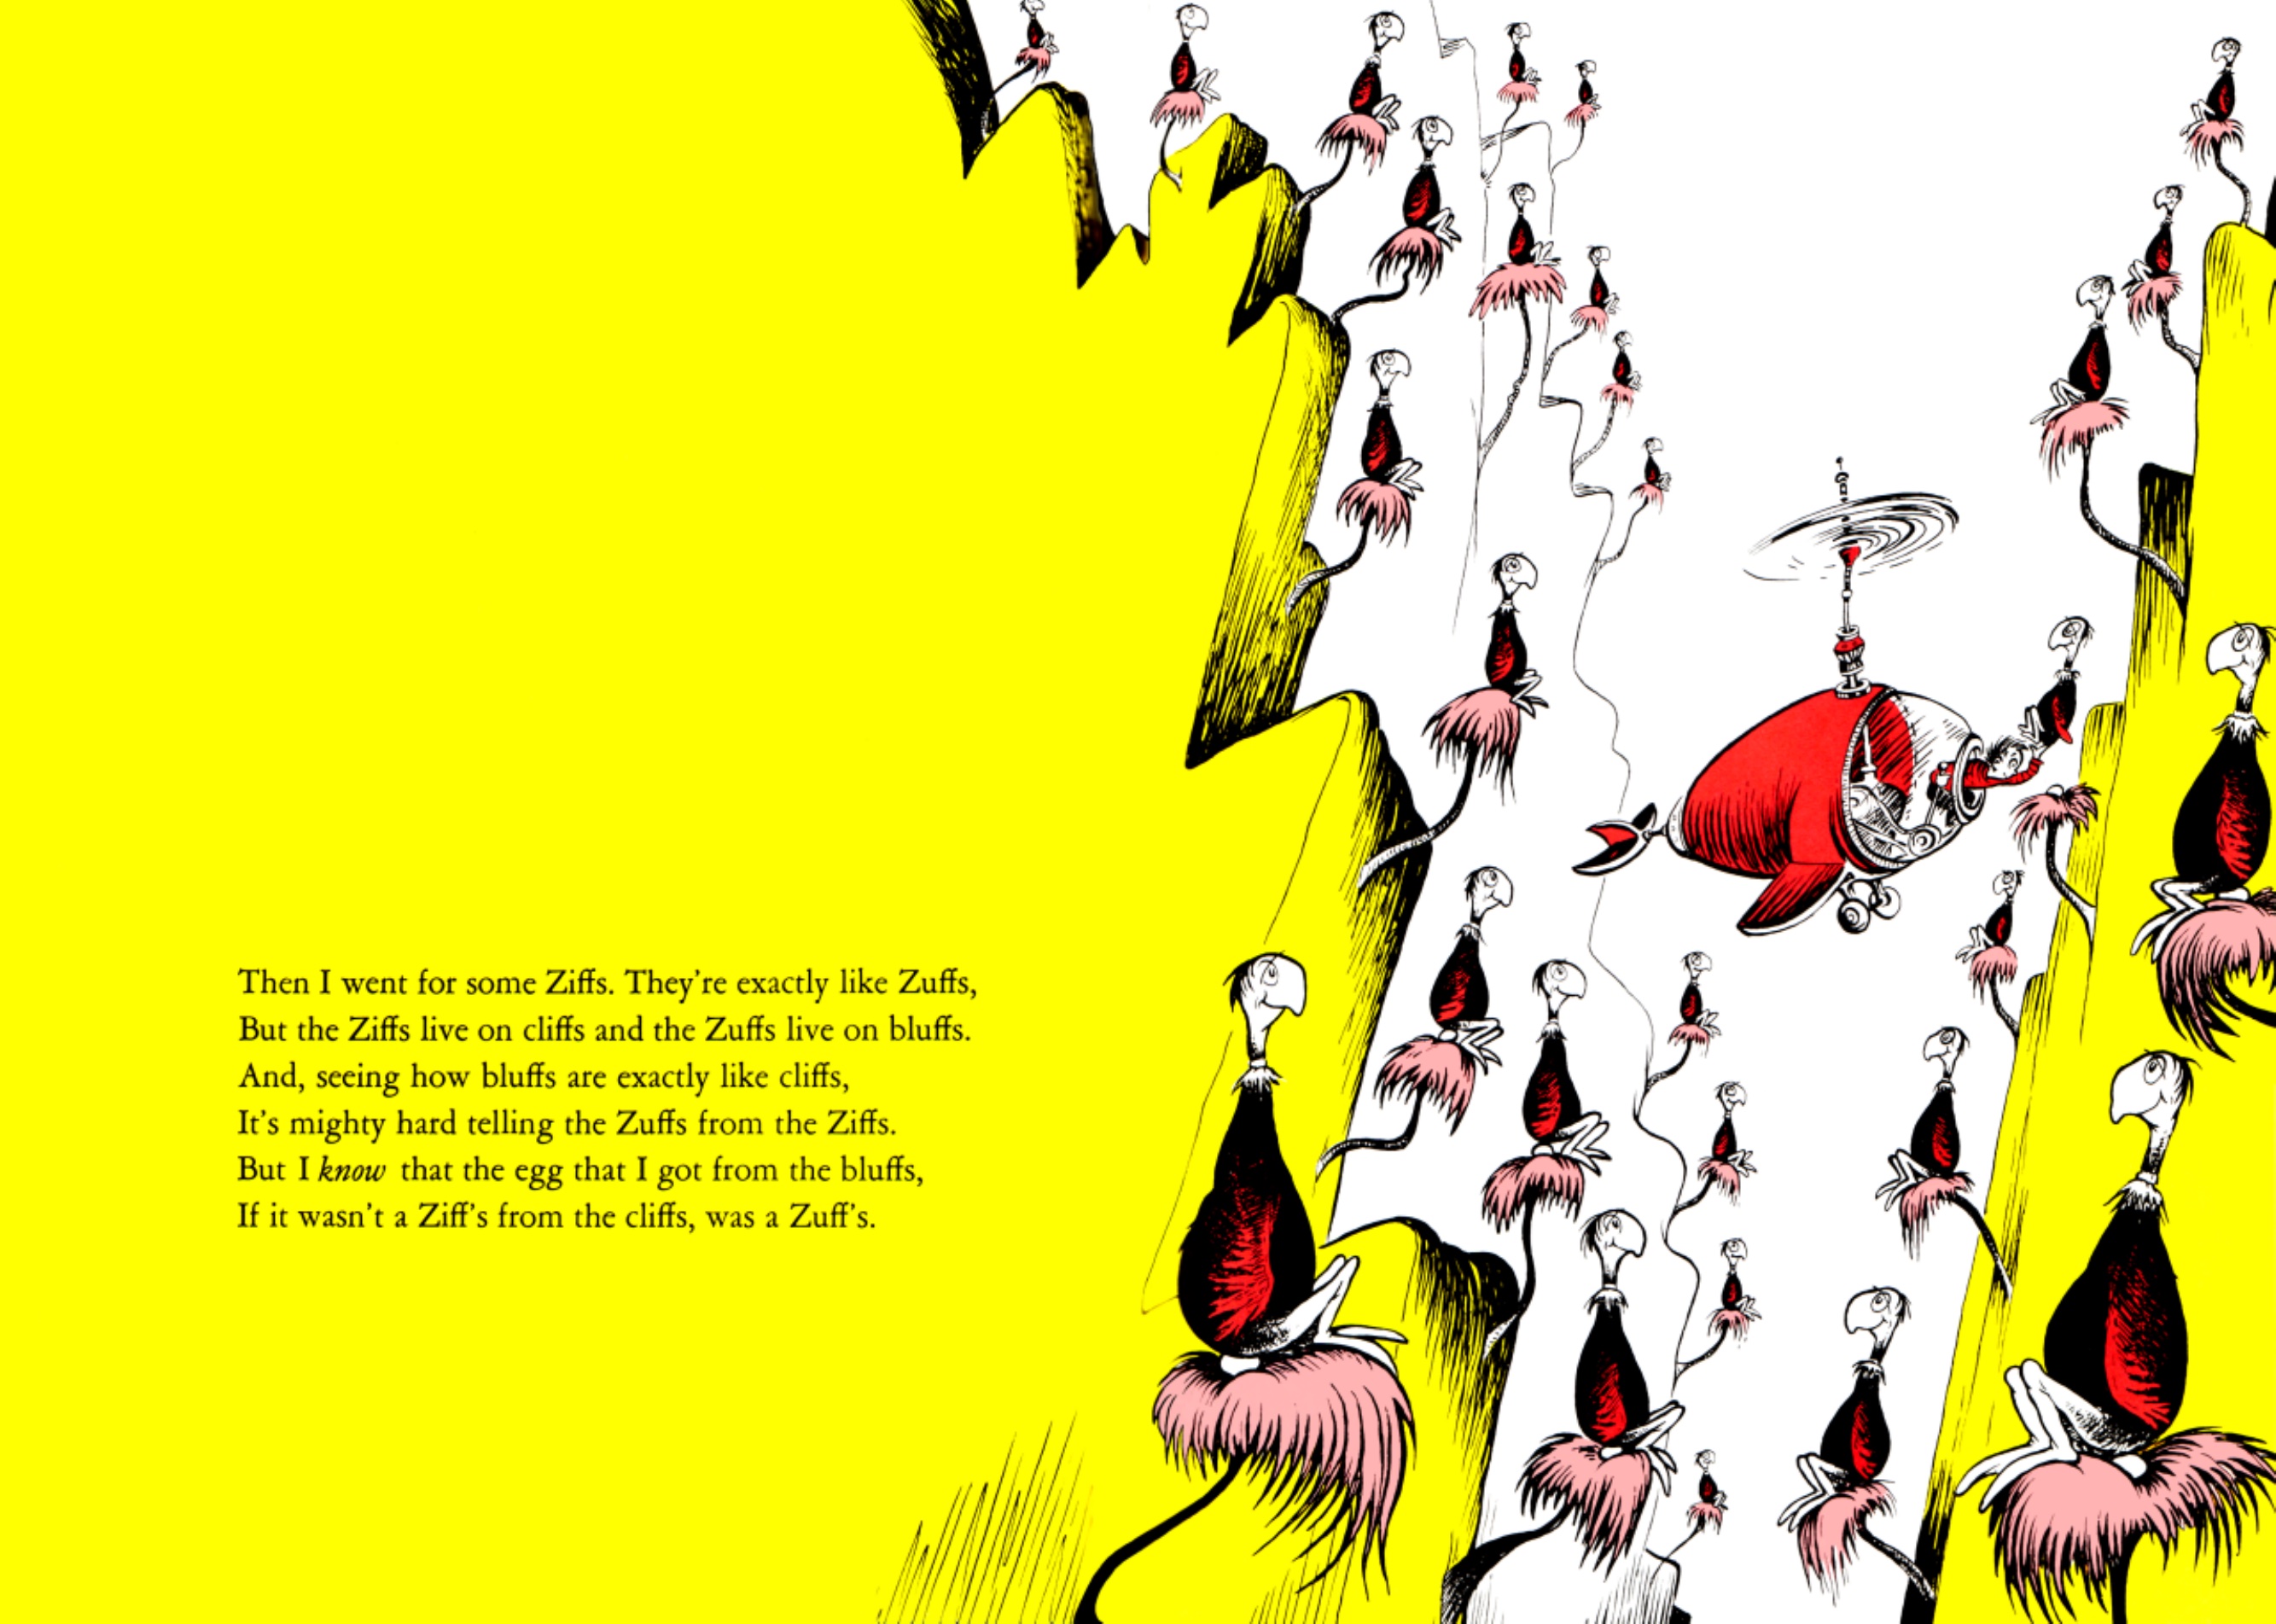 Then I went for some Ziffs. They're exactly like Zuffs,
But the Ziffs live on cliffs and the Zuffs live on bluffs.
And, seeing how bluffs are exactly like cliffs,
It's mighty hard telling the Zuffs from the Ziffs.
But I know that the egg that I got from the bluffs,
If it wasn't a Ziff's from the cliffs, was a Zuff's.